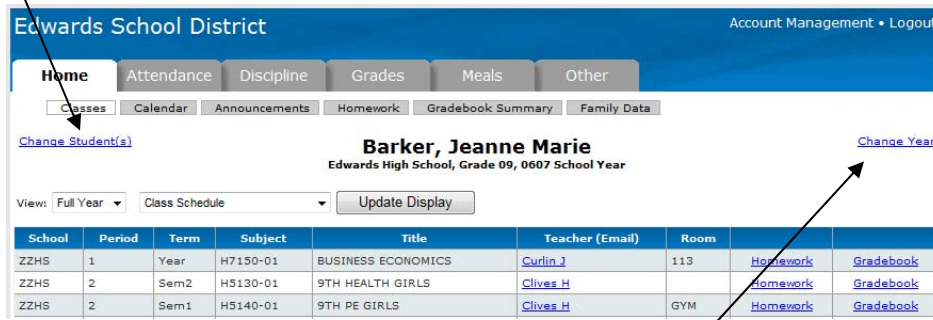 Edwards School District
Account Management • Logout
Home Attendance Discipline Grades Meals Other
Classes Calendar Announcements Homework Gradebook Summary Family Data
Change Student(s)
Barker, Jeanne Marie
Change Year
Edwards High School, Grade 09, 0607 School Year
View: Full Year Class Schedule Update Display
School Period Term Subject Title Teacher (Email) Room
ZZHS 1 Year H7150-01 BUSINESS ECONOMICS Curlin J 113 Homework Gradebook
ZZHS 2 Sem2 H5130-01 9TH HEALTH GIRLS Clives H Homework Gradebook
ZZHS 2 Sem1 H5140-01 9TH PE GIRLS Clives H GYM Homework Gradebook